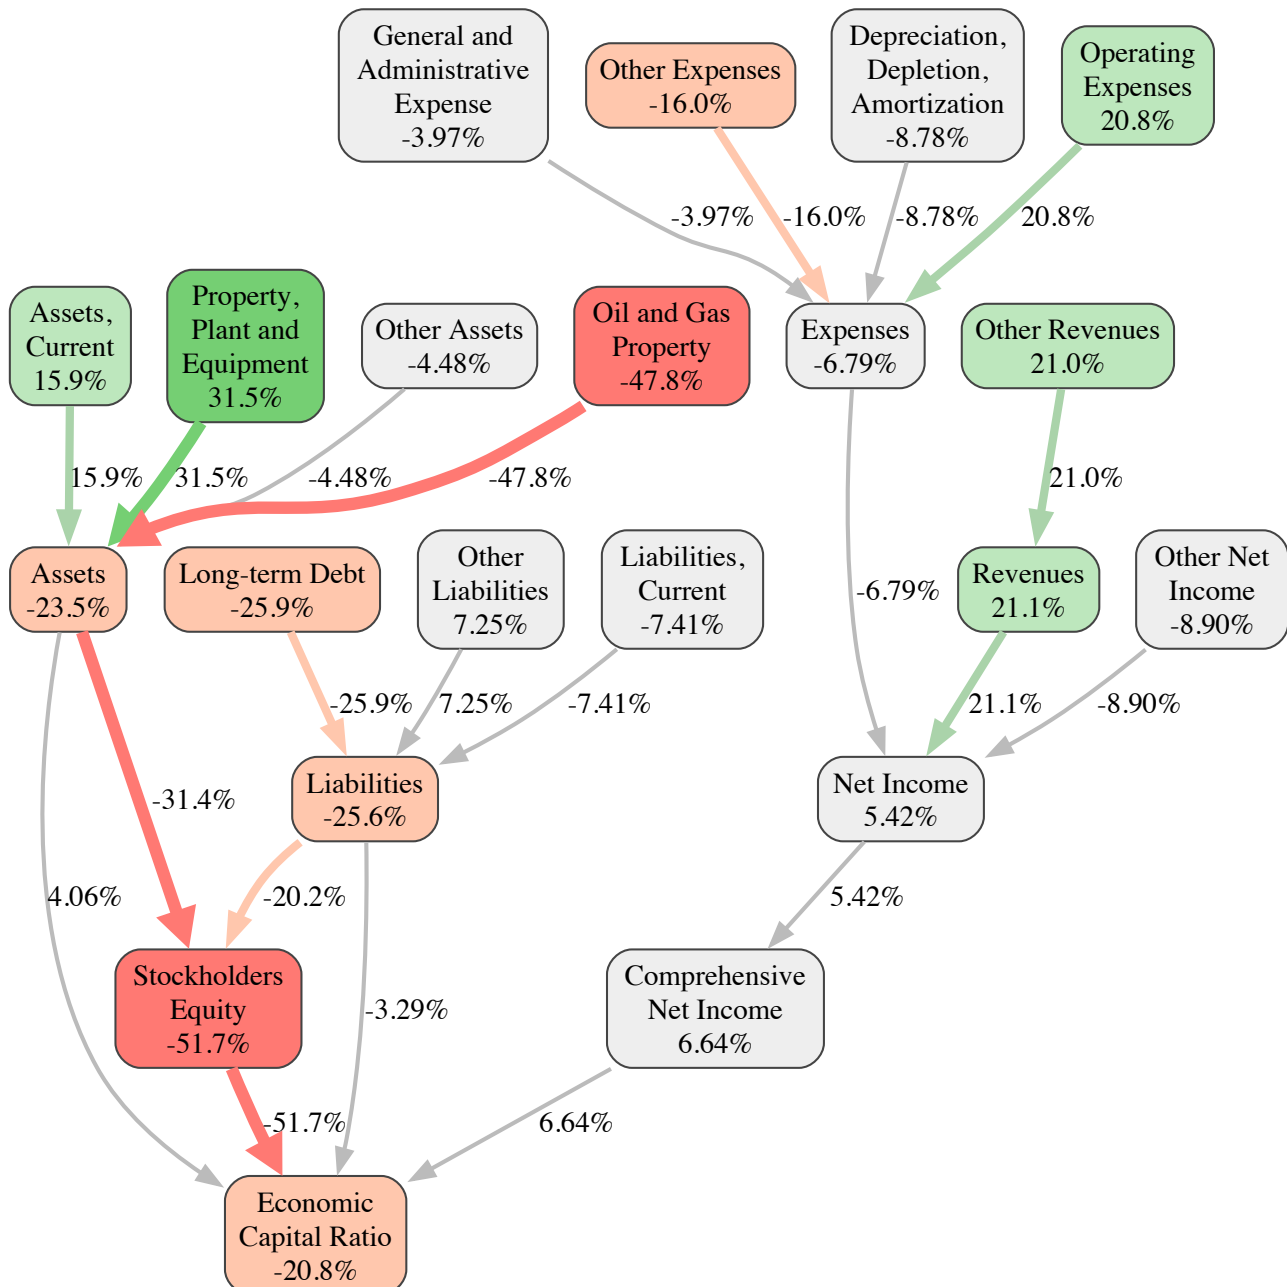 General and
Administrative
Expense
-3.97%
Other Expenses
-16.0%
Depreciation,
Depletion,
Amortization
-8.78%
Operating
Expenses
20.8%
-3.97%
-16.0%
-8.78%
20.8%
Assets,
Current
15.9%
Property,
Plant and
Equipment
31.5%
Other Assets
-4.48%
Oil and Gas
Property
-47.8%
Expenses
-6.79%
Other Revenues
21.0%
15.9%
31.5%
-4.48%
-47.8%
21.0%
Assets
-23.5%
Long-term Debt
-25.9%
Other
Liabilities
7.25%
Liabilities,
Current
-7.41%
-6.79%
Revenues
21.1%
Other Net
Income
-8.90%
-25.9%
7.25%
-7.41%
21.1%
-8.90%
-31.4%
Liabilities
-25.6%
Net Income
5.42%
4.06%
-20.2%
5.42%
Stockholders
Equity
-51.7%
-3.29%
Comprehensive
Net Income
6.64%
-51.7%
6.64%
Economic
Capital Ratio
-20.8%